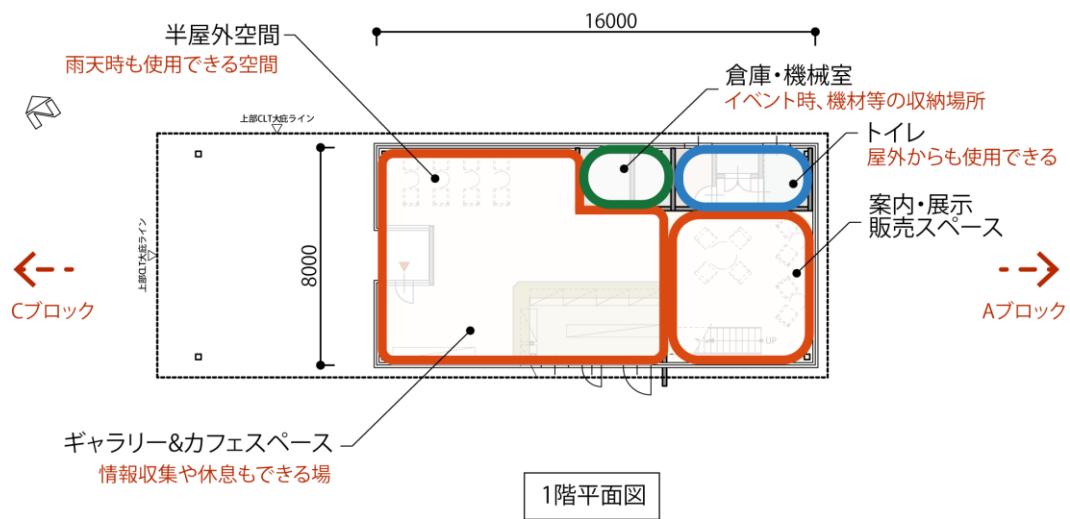 16000
半屋外空間
雨天時も使用できる空間
倉庫・機械室
イベント時、機材等の収納場所
上部CLT大庇ライン
トイレ
屋外からも使用できる
案内・展示
販売スペース
上部CLT大庇ライン
8000
Cブロック
Aブロック
UP
ギャラリー&カフェスペース
情報収集や休息もできる場
1階平面図